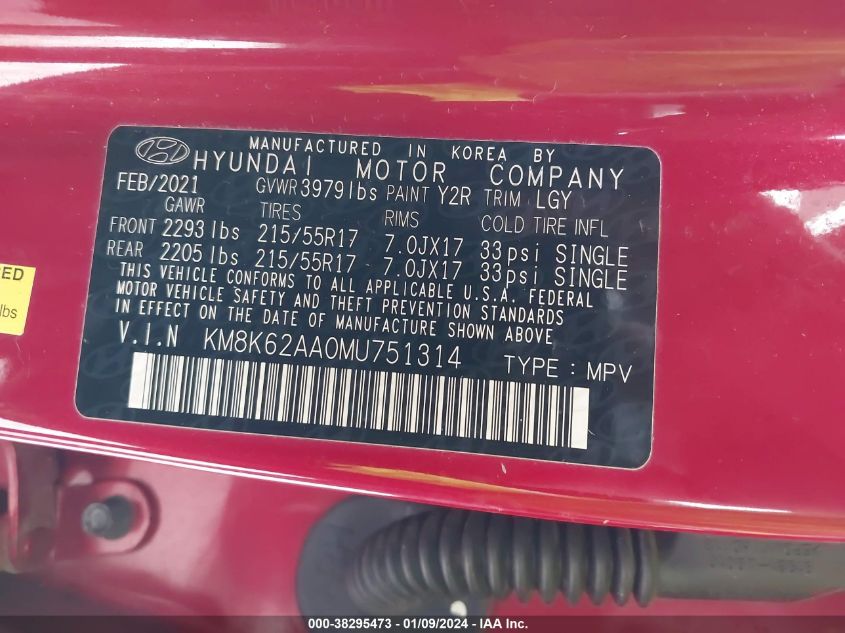 MANUFACTURED IN KOREA BY
HYUNDAI MOTOR COMPANY
FEB/2021 GVWR 3979lbs PAINT Y2R TRIM LGY
GAWR TIRES RIMS COLD TIRE INFL
FRONT 2293 lbs 215/55R17 7.0JX17 33psi SINGLE
REAR 2205 lbs 215/55R17 - 7.0JX17 33psi SINGLE
THIS VEHICLE CONFORMS TO ALL APPLICABLE U.S.A. FEDERAL
MOTOR VEHICLE SAFETY AND THEFT PREVENTION STANDARDS
IN EFFECT ON THE DATE OF MANUFACTURE SHOWN ABOVE
V.I.N KM8K62AA0MU751314 TYPE : MPV
lbs
000-38295473 - 01/09/2024 - IAA Inc.